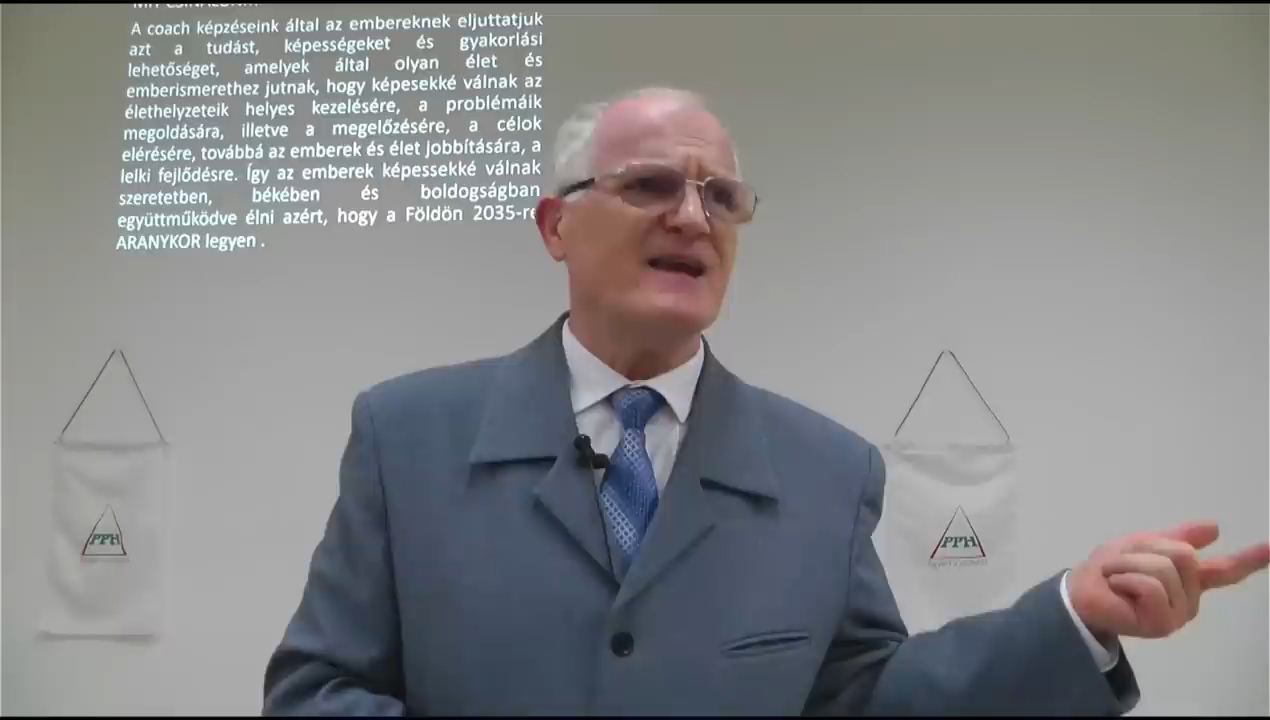 MIT CSINÁLUNK?
A coach képzéseink által az embereknek eljuttatjuk
azt a tudást, képességeket és gyakorlási
lehetőséget, amelyek által olyan élet és
emberismerethez jutnak, hogy képesekké válnak az
élethelyzeteik helyes kezelésére, a problémáik
megoldására, illetve a megelőzésére, a célok
elérésére, továbbá az emberek és élet jobbítására, a
lelki fejlődésre. Így az emberek képessekké válnak
szeretetben, békében és boldogságban
együttműködve élni azért, hogy a Földön 2035-re
ARANYKOR legyen .
PPH
PPH